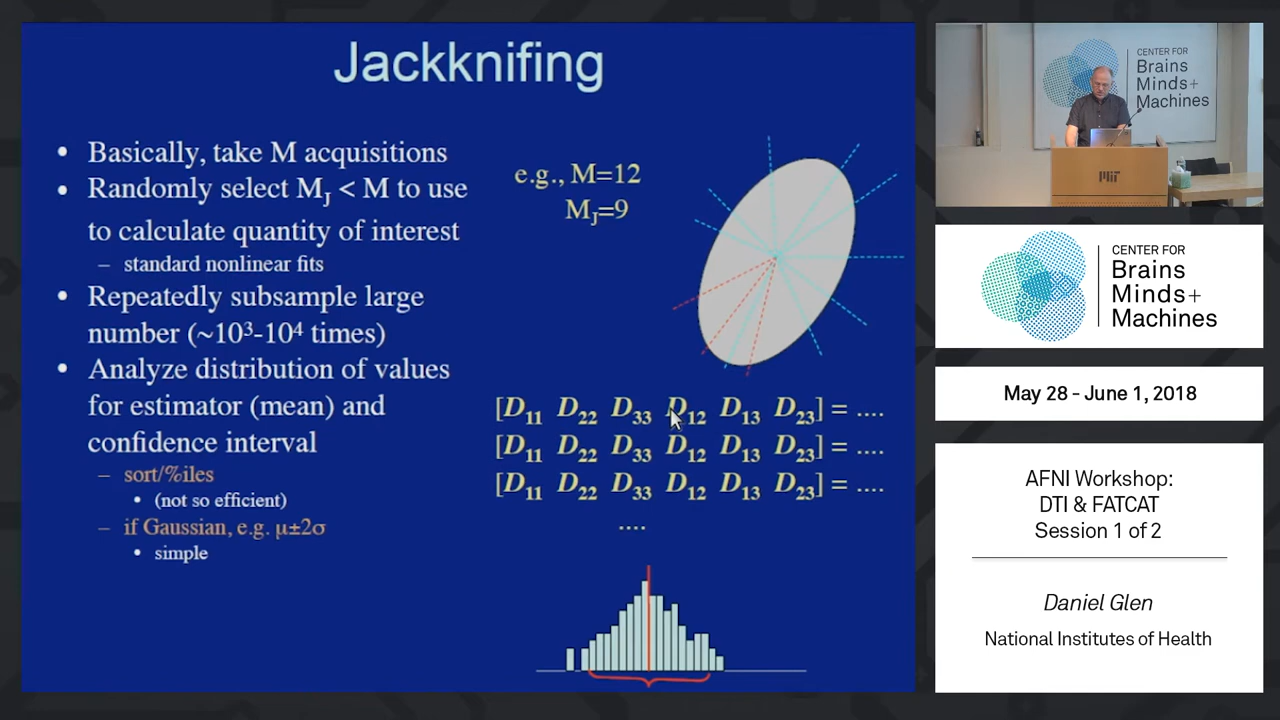 Jackknifing
• Basically, take M acquisitions
• Randomly select M_J < M to use
to calculate quantity of interest
– standard nonlinear fits
• Repeatedly subsample large
number (~10³-10⁴ times)
• Analyze distribution of values
for estimator (mean) and
confidence interval
– sort/%iles
• (not so efficient)
– if Gaussian, e.g. μ±2σ
• simple
e.g., M=12
M_J=9
[D₁₁ D₂₂ D₃₃ D₁₂ D₁₃ D₂₃] = ....
[D₁₁ D₂₂ D₃₃ D₁₂ D₁₃ D₂₃] = ....
[D₁₁ D₂₂ D₃₃ D₁₂ D₁₃ D₂₃] = ....
....
CENTER FOR
Brains
Minds+
Machines
MIT
CENTER FOR
Brains
Minds+
Machines
May 28 - June 1, 2018
AFNI Workshop:
DTI & FATCAT
Session 1 of 2
Daniel Glen
National Institutes of Health